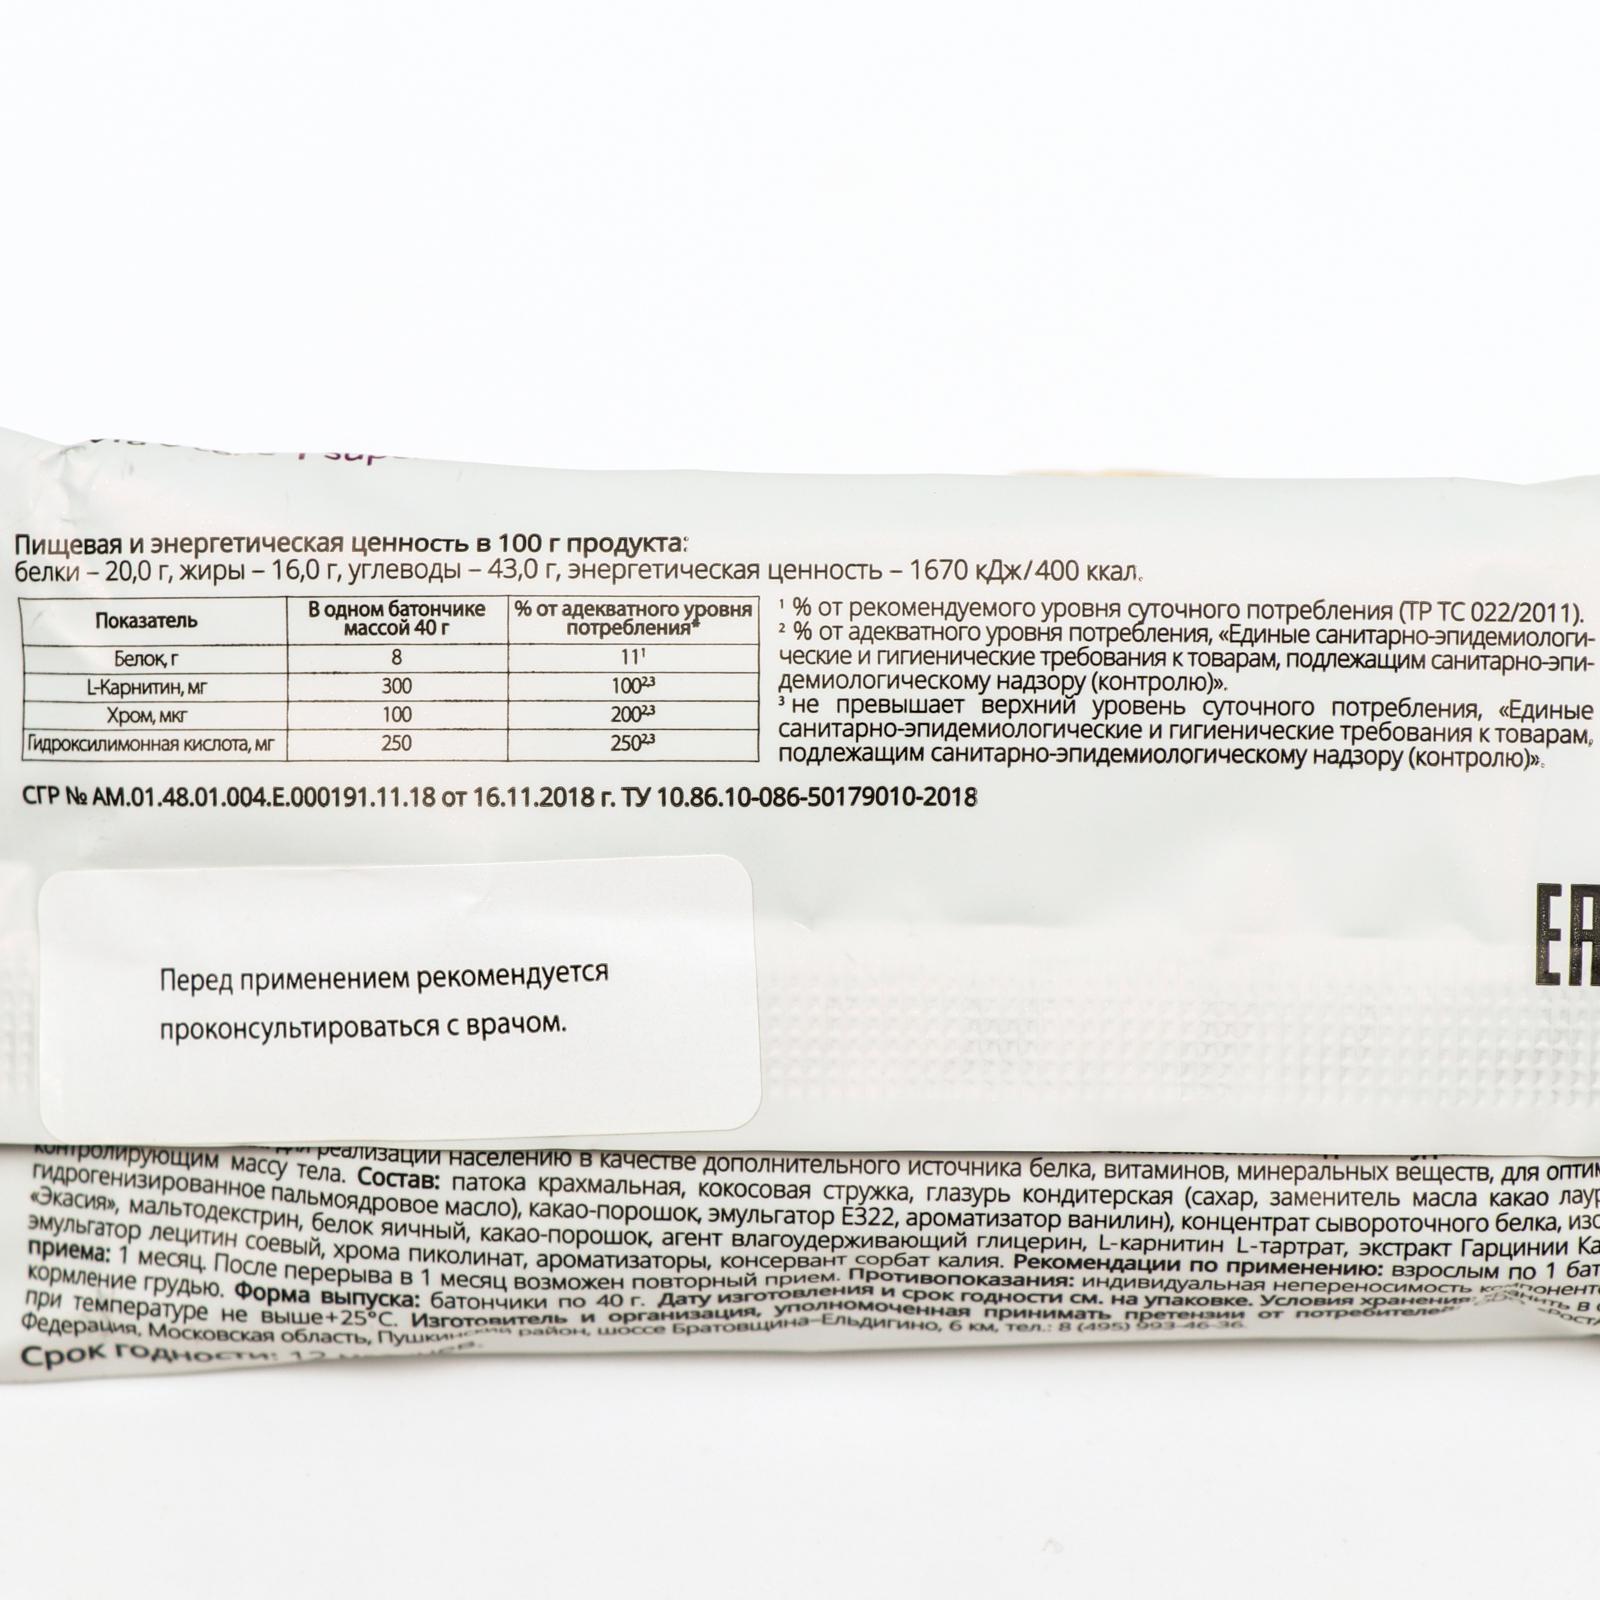 Пищевая и энергетическая ценность в 100 г продукта:
белки – 20,0 г, жиры – 16,0 г, углеводы – 43,0 г, энергетическая ценность – 1670 кДж/400 ккал.
Показатель
В одном батончике массой 40 г
% от адекватного уровня потребления*
Белок, г 8 11¹
L-Карнитин, мг 300 100²,³
Хром, мкг 100 200²,³
Гидроксилимонная кислота, мг 250 250²,³
¹ % от рекомендуемого уровня суточного потребления (ТР ТС 022/2011).
² % от адекватного уровня потребления, «Единые санитарно-эпидемиологи-
ческие и гигиенические требования к товарам, подлежащим санитарно-эпи-
демиологическому надзору (контролю)».
³ не превышает верхний уровень суточного потребления, «Единые
санитарно-эпидемиологические и гигиенические требования к товарам,
подлежащим санитарно-эпидемиологическому надзору (контролю)».
СГР № AM.01.48.01.004.E.000191.11.18 от 16.11.2018 г. ТУ 10.86.10-086-50179010-2018
Перед применением рекомендуется
проконсультироваться с врачом.
реализации населению в качестве дополнительного источника белка, витаминов, минеральных веществ, для
контролирующим массу тела. Состав: патока крахмальная, кокосовая стружка, глазурь кондитерская (сахар, заменитель масла какао
гидрогенизированное пальмоядровое масло), какао-порошок, эмульгатор Е322, ароматизатор ванилин), концентрат сывороточного белка,
«Экасия», мальтодекстрин, белок яичный, какао-порошок, агент влагоудерживающий глицерин, L-карнитин L-тартрат, экстракт Гарцинии
эмульгатор лецитин соевый, хрома пиколинат, ароматизаторы, консервант сорбат калия. Рекомендации по применению: взрослым по 1
приема: 1 месяц. После перерыва в 1 месяц возможен повторный прием. Противопоказания: индивидуальная непереносимость
кормление грудью. Форма выпуска: батончики по 40 г. Дату изготовления и срок годности см. на упаковке. Условия хранения:
при температуре не выше+25°С. Изготовитель и организация, уполномоченная принимать претензии от потребителей
Федерация, Московская область, район, шоссе Братовщина-Ельдигино, 6 км, тел.: 8 (495) 993-46-36.
Срок годности: 12